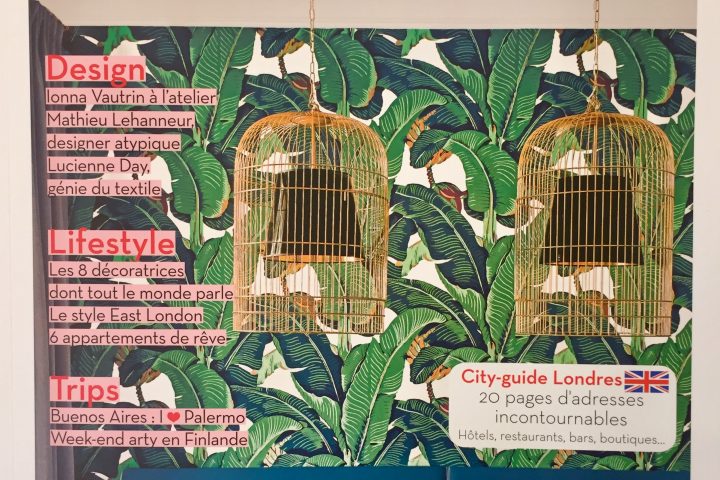 Design
Ionna Vautrin à l'atelier
Mathieu Lehanneur,
designer atypique
Lucienne Day,
génie du textile
Lifestyle
Les 8 décoratrices
dont tout le monde parle
Le style East London
6 appartements de rêve
Trips
Buenos Aires : I ❤ Palermo
Week-end arty en Finlande
City-guide Londres
20 pages d'adresses
incontournables
Hôtels, restaurants, bars, boutiques...